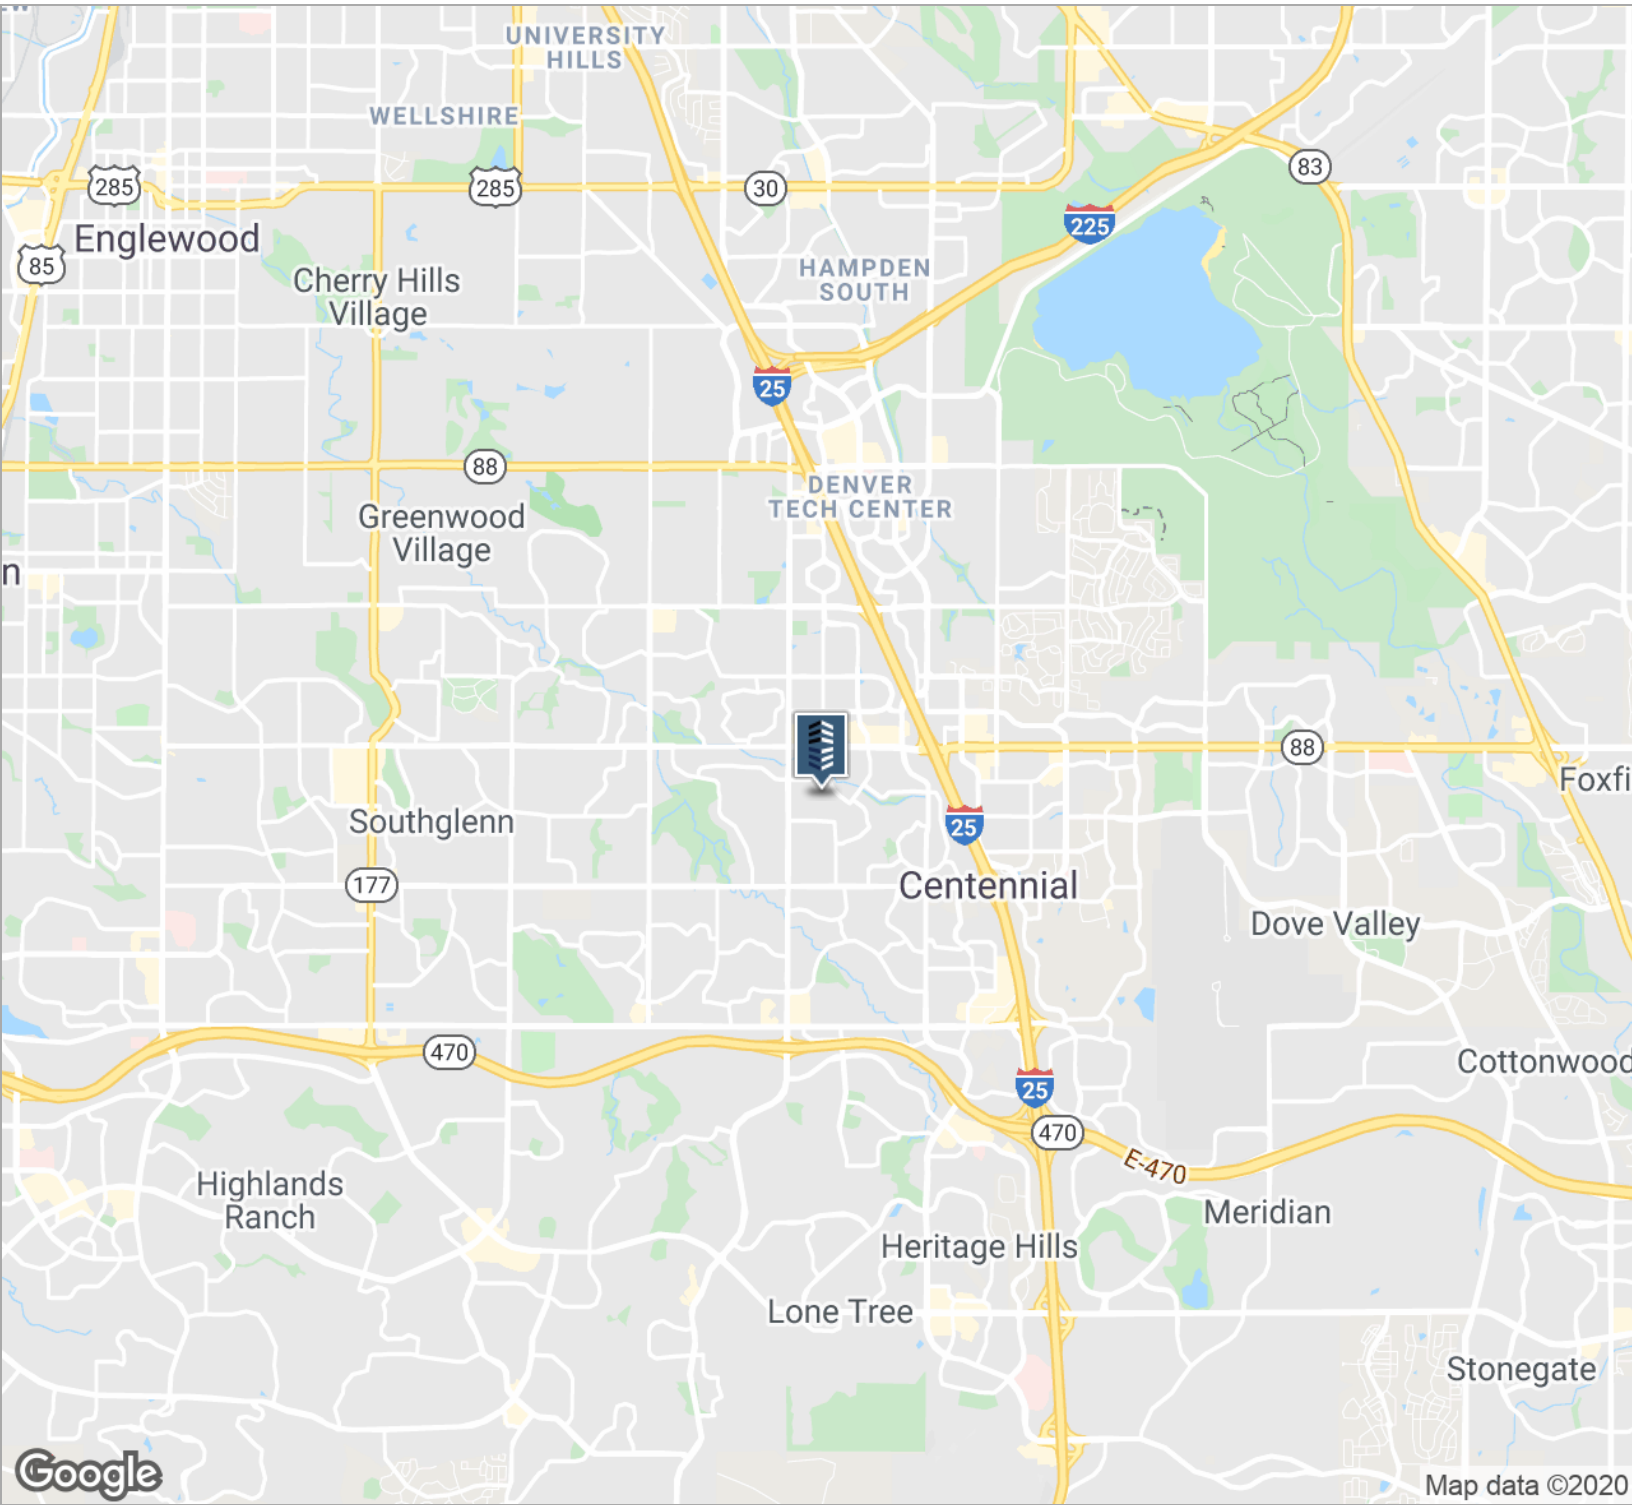 UNIVERSITY
HILLS
WELLSHIRE
285
285
30
83
225
Englewood
85
HAMPDEN
SOUTH
Cherry Hills
Village
25
88
DENVER
TECH CENTER
Greenwood
Village
n
88
Foxfi
Southglenn
25
177
Centennial
Dove Valley
470
Cottonwood
25
470
E-470
Highlands
Ranch
Meridian
Heritage Hills
Lone Tree
Stonegate
Google
Map data ©2020